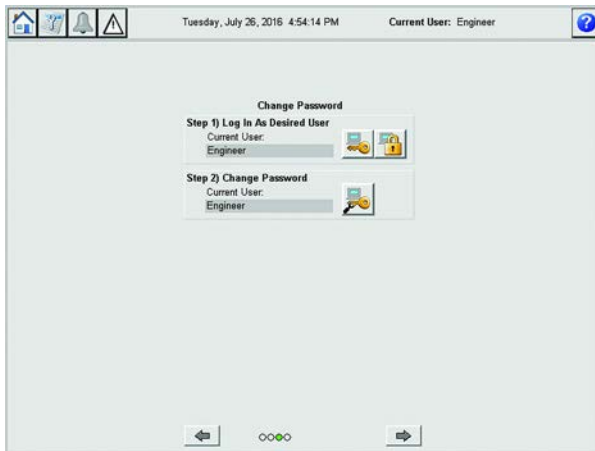 Tuesday, July 26, 2016 4:54:14 PM Current User: Engineer ?
Change Password
Step 1) Log In As Desired User
Current User:
Engineer
Step 2) Change Password
Current User:
Engineer